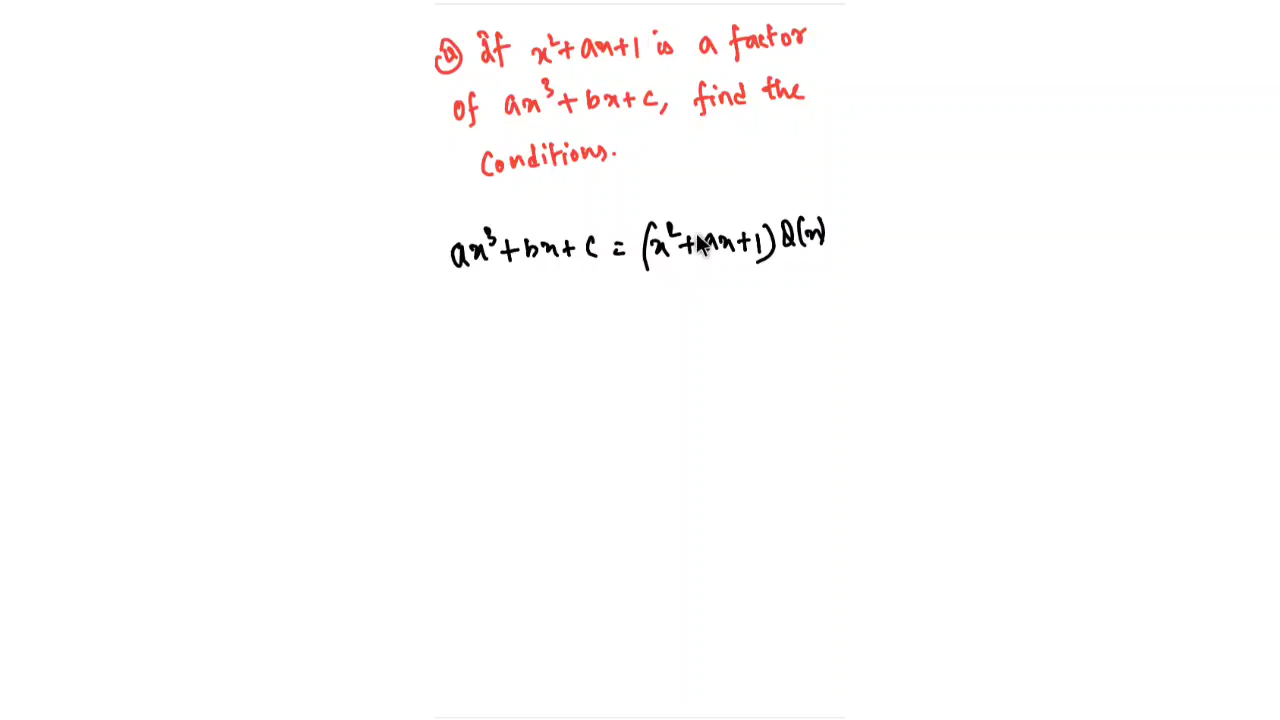 Q If x²+ax+1 is a factor
of ax³+bx+c, find the
conditions.
ax³+bx+c = (x²+ax+1) Q(x)